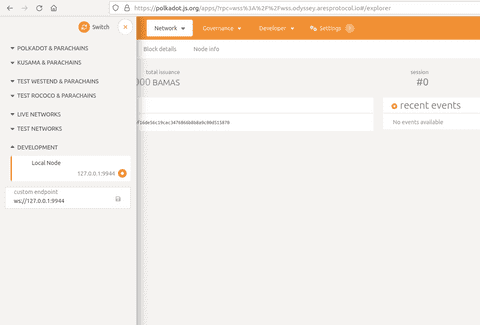 https://polkadot.js.org/apps/?rpc=wss%3A%2F%2Fwss.odyssey.aresprotocol.io#/explorer
Switch
Network
Governance
Developer
Settings
Block details
Node info
POLKADOT & PARACHAINS
KUSAMA & PARACHAINS
TEST WESTEND & PARACHAINS
TEST ROCOCO & PARACHAINS
LIVE NETWORKS
TEST NETWORKS
DEVELOPMENT
Local Node
127.0.0.1:9944
custom endpoint
ws://127.0.0.1:9944
total issuance
BAMAS
session
#0
recent events
No events available